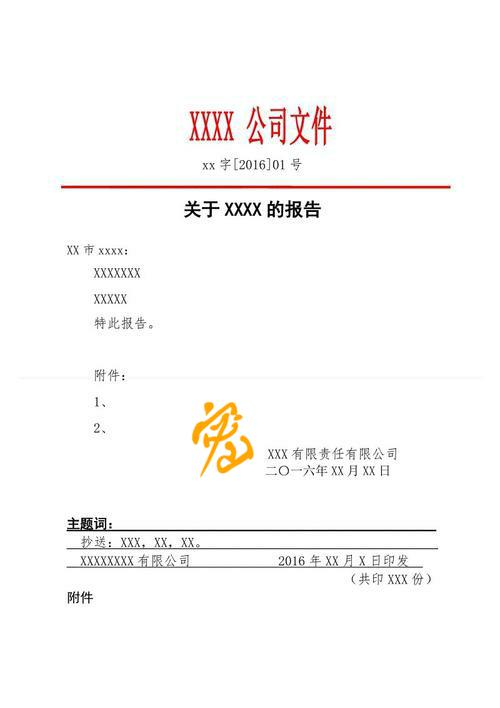 XXXX 公司文件
xx 字[2016]01 号
关于 XXXX 的报告
XX 市 xxxx：
XXXXXXX
XXXXX
特此报告。
附件：
1、
2、
XXX 有限责任有限公司
二〇一六年 XX 月 XX 日
主题词：
抄送：XXX，XX，XX。
XXXXXXXX 有限公司 2016 年 XX 月 X 日印发
（共印 XXX 份）
附件